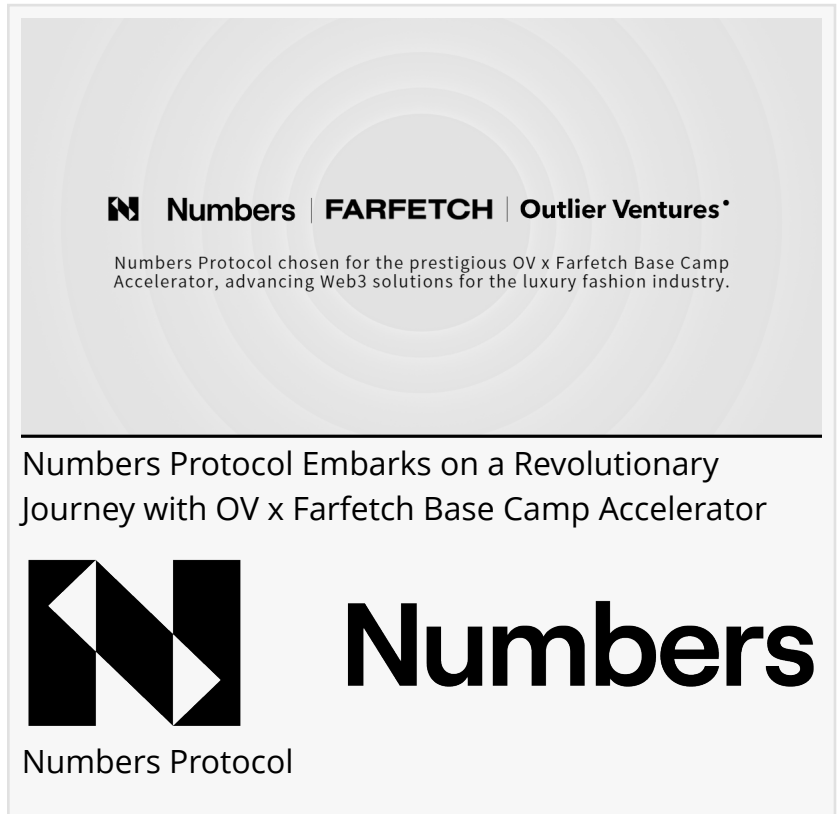 Numbers | FARFETCH | Outlier Ventures
Numbers Protocol chosen for the prestigious OV x Farfetch Base Camp
Accelerator, advancing Web3 solutions for the luxury fashion industry.
Numbers Protocol Embarks on a Revolutionary
Journey with OV x Farfetch Base Camp Accelerator
Numbers
Numbers Protocol